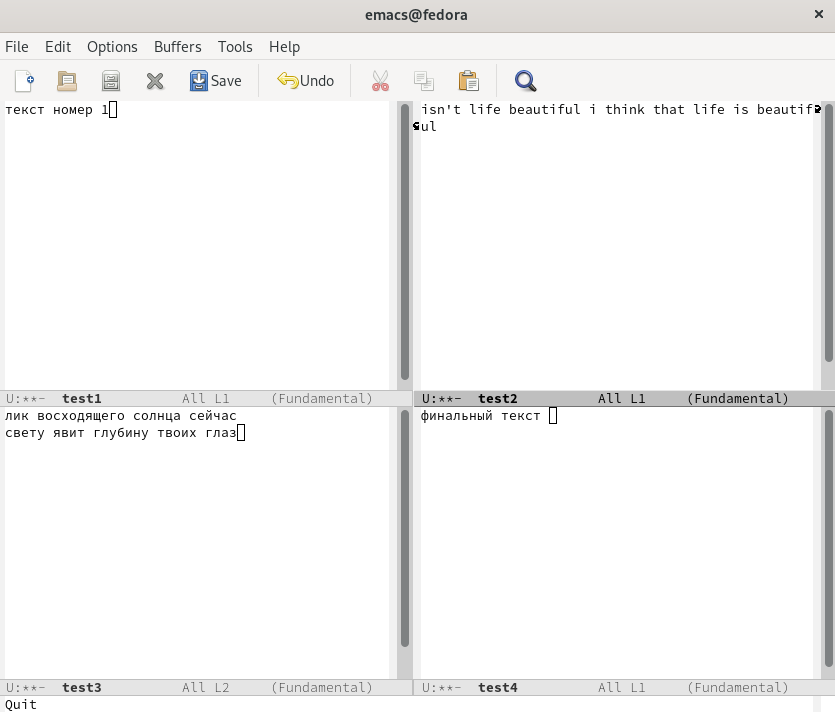 emacs@fedora
File Edit Options Buffers Tools Help
Save Undo
текст номер 1
isn't life beautiful i think that life is beautif
ul
U:**- test1 All L1 (Fundamental)
U:**- test2 All L1 (Fundamental)
лик восходящего солнца сейчас
свету явит глубину твоих глаз
финальный текст
U:**- test3 All L2 (Fundamental)
U:**- test4 All L1 (Fundamental)
Quit